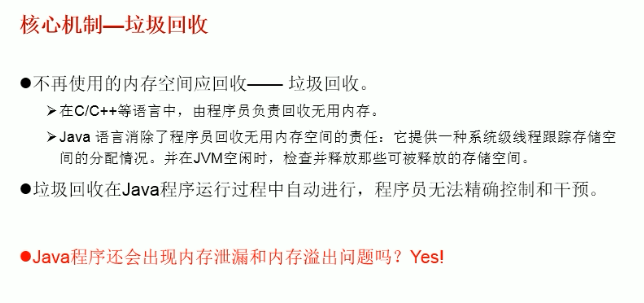 核心机制—垃圾回收
●不再使用的内存空间应回收—— 垃圾回收。
➢在C/C++等语言中，由程序员负责回收无用内存。
➢Java 语言消除了程序员回收无用内存空间的责任：它提供一种系统级线程跟踪存储空
间的分配情况。并在JVM空闲时，检查并释放那些可被释放的存储空间。
●垃圾回收在Java程序运行过程中自动进行，程序员无法精确控制和干预。
●Java程序还会出现内存泄漏和内存溢出问题吗？Yes!